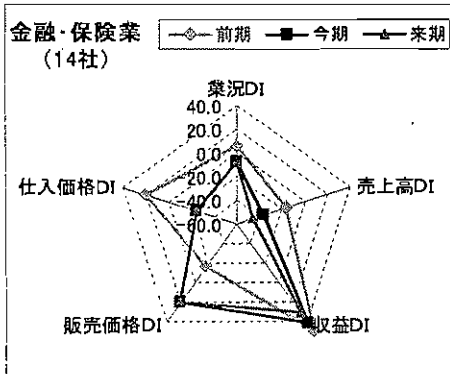 金融・保険業
(14社)
前期 今期 来期
業況DI
40.0
20.0
0.0
20.0
40.0
-60.0
売上高DI
収益DI
販売価格DI
仕入価格DI